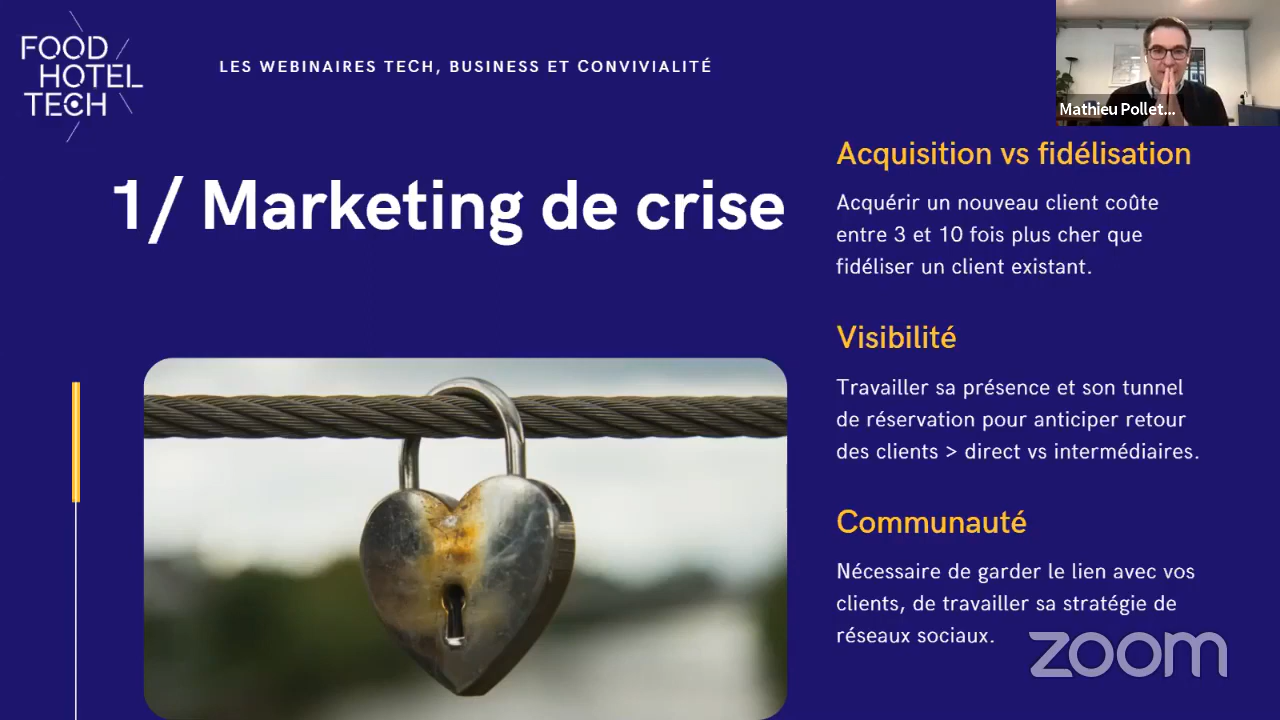 FOOD
HOTEL
TECH
LES WEBINAIRES TECH, BUSINESS ET CONVIVIALITÉ
Mathieu Pollet...
1/ Marketing de crise
Acquisition vs fidélisation
Acquérir un nouveau client coûte
entre 3 et 10 fois plus cher que
fidéliser un client existant.
Visibilité
Travailler sa présence et son tunnel
de réservation pour anticiper retour
des clients > direct vs intermédiaires.
Communauté
Nécessaire de garder le lien avec vos
clients, de travailler sa stratégie de
réseaux sociaux.
zoom